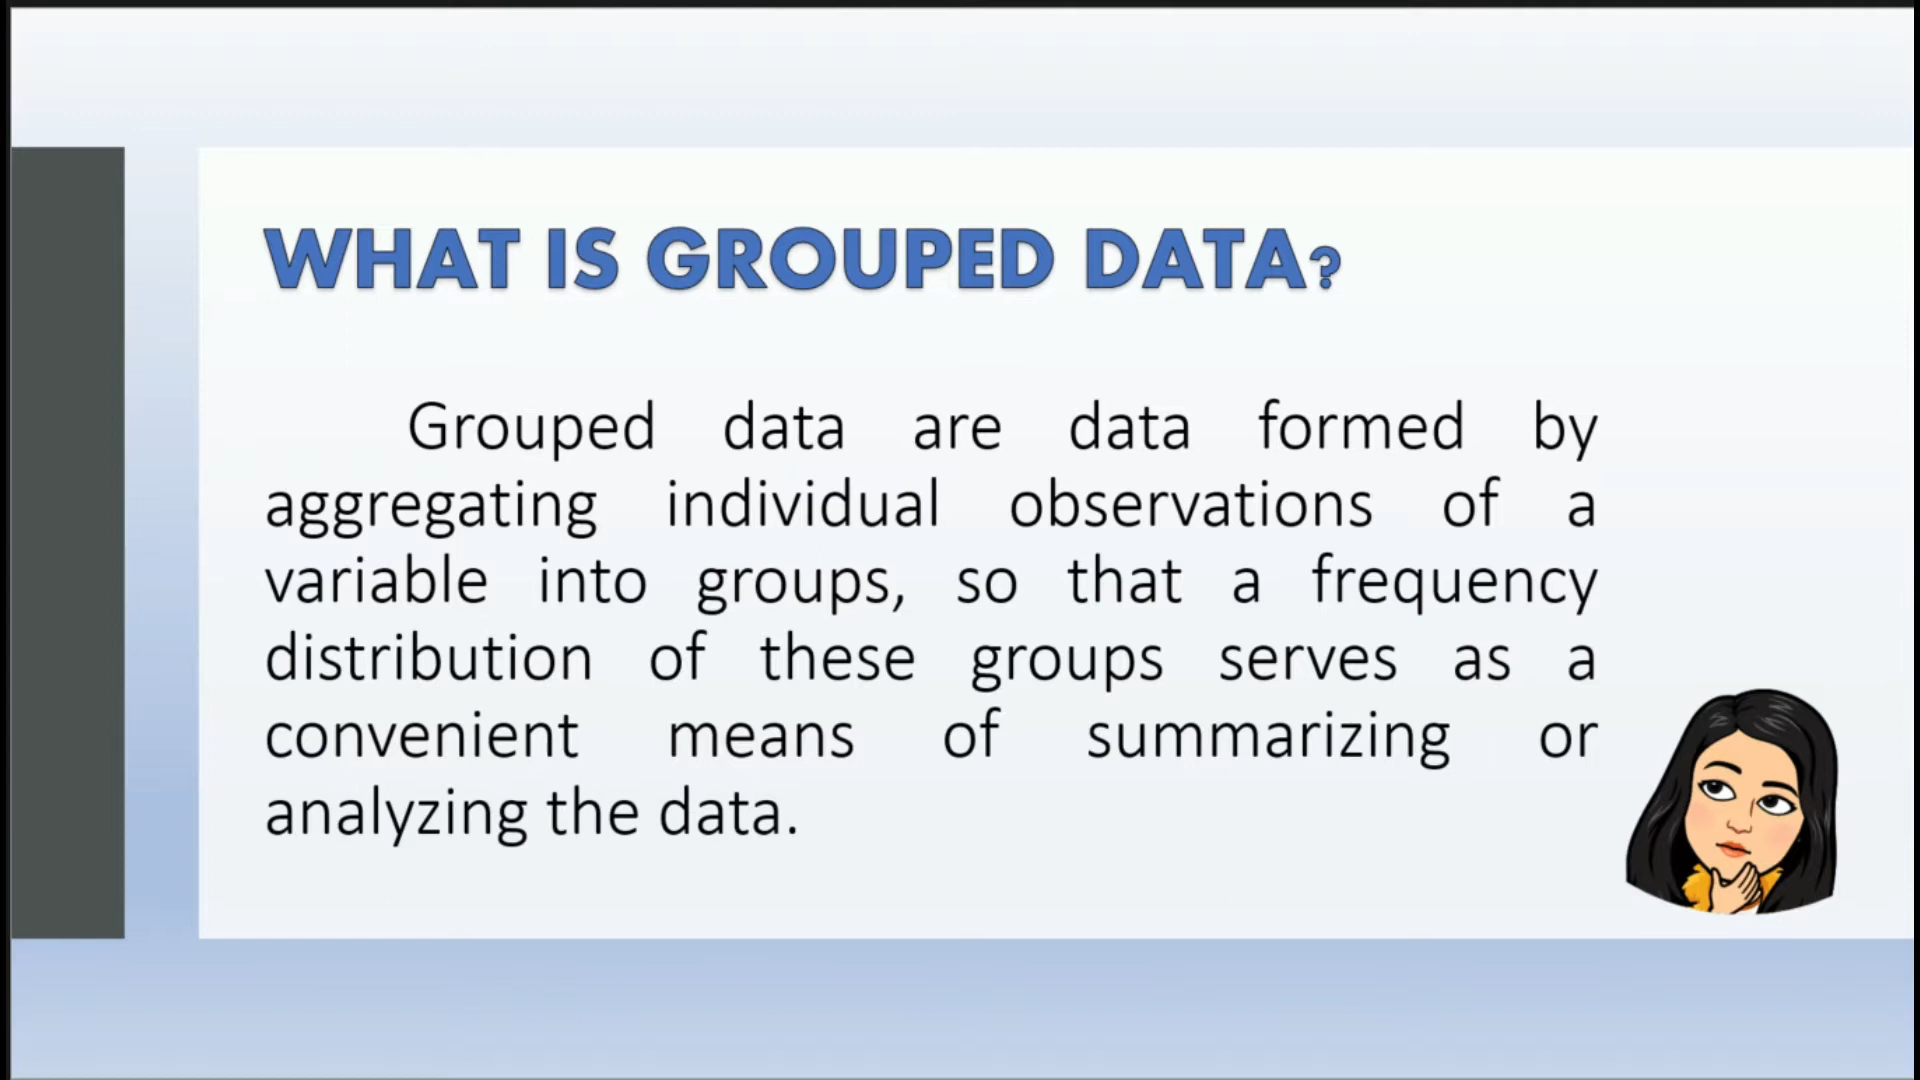 WHAT IS GROUPED DATA?
Grouped data are data formed by
aggregating individual observations of a
variable into groups, so that a frequency
distribution of these groups serves as a
convenient means of summarizing or
analyzing the data.